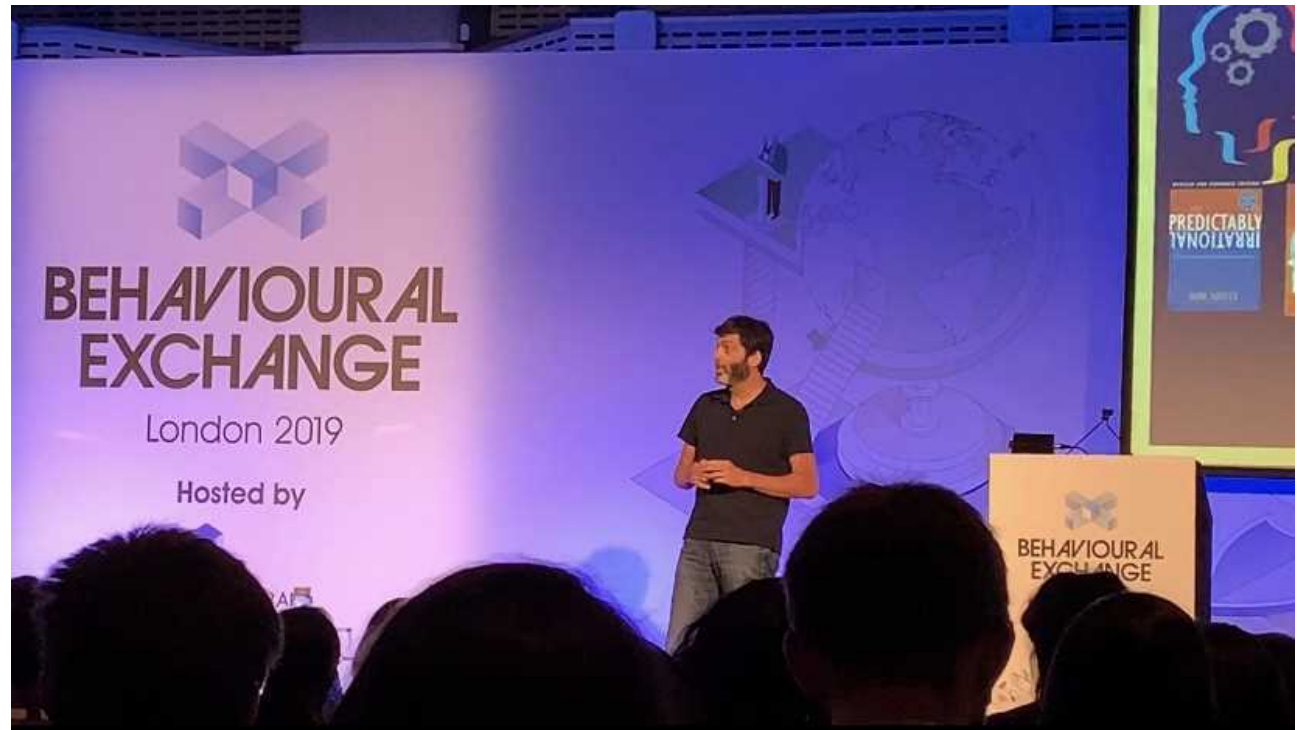 BEHAVIOURAL
EXCHANGE
London 2019
Hosted by
PREDICTABLY
IRRATIONAL
BEHAVIOURAL
EXCHANGE